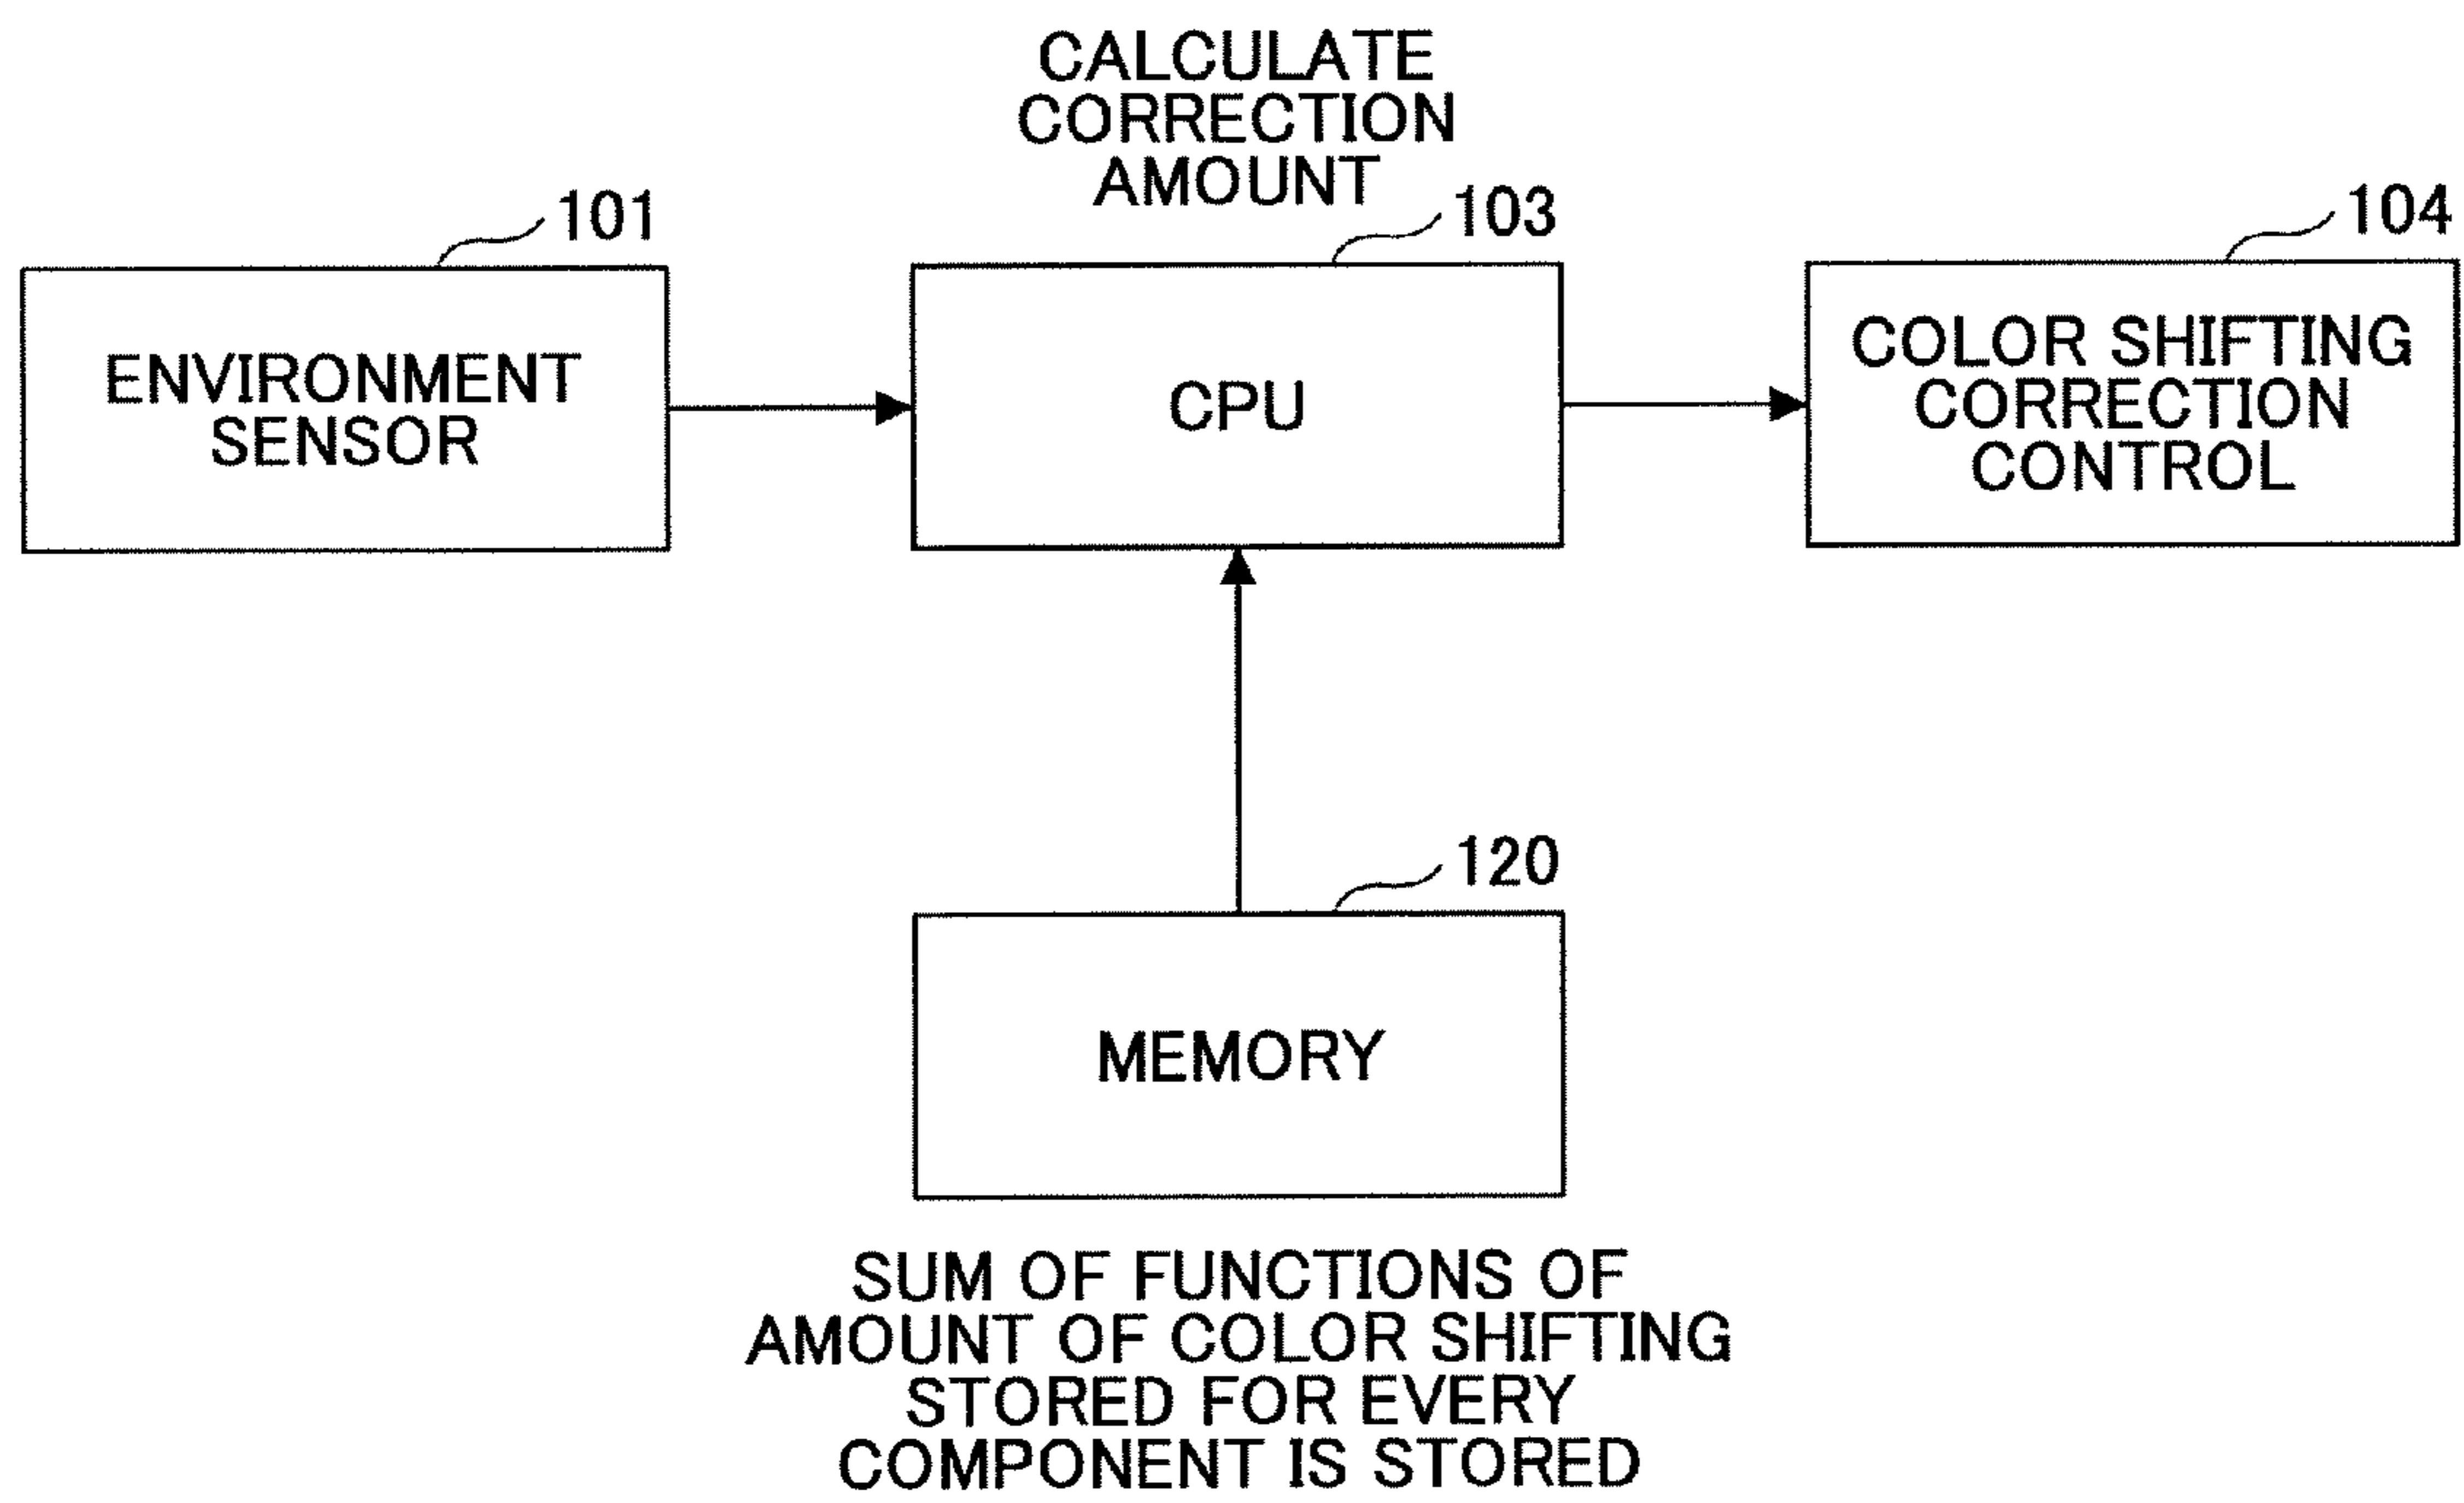 CALCULATE
CORRECTION
AMOUNT
101
103
104
ENVIRONMENT
SENSOR
CPU
COLOR SHIFTING
CORRECTION
CONTROL
120
MEMORY
SUM OF FUNCTIONS OF
AMOUNT OF COLOR SHIFTING
STORED FOR EVERY
COMPONENT IS STORED